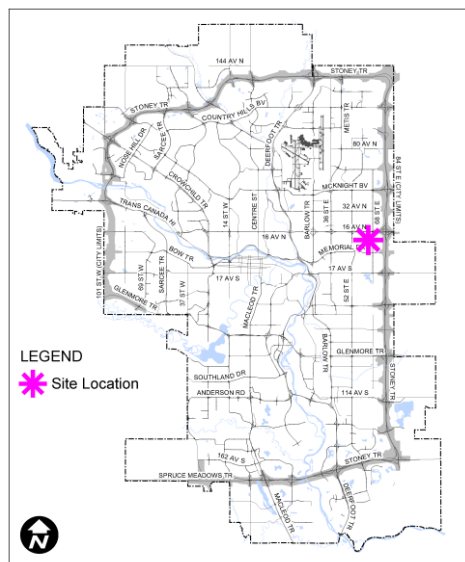 144 AV N
STONEY TR
STONEY TR
COUNTRY HILLS BV
NOSE HILL DR
SARCEE TR
DEERFOOT TR
METIS TR
80 AV N
CROWCHILD TR
MCKNIGHT BV
84 ST E (CITY LIMITS)
TRANS CANADA HI
14 ST W
CENTRE ST
BARLOW TR
36 ST E
32 AV N
68 ST E
16 AV N
16 AV N
MEMORIAL
BOW TR
17 AV S
17 AV S
101 ST W (CITY LIMITS)
69 ST W
SARCEE TR
37 ST W
GLENMORE TR
MACLEOD TR
52 ST E
BARLOW TR
GLENMORE TR
STONEY TR
LEGEND
Site Location
SOUTHLAND DR
ANDERSON RD
114 AV S
162 AV S
STONEY TR
SPRUCE MEADOWS TR
MACLEOD TR
DEERFOOT TR
N